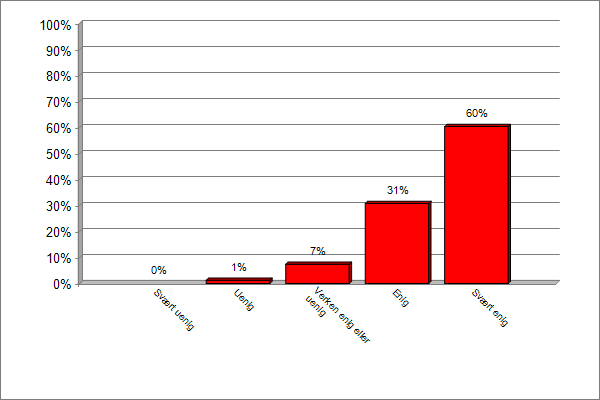 100%
90%
80%
70%
60%
50%
40%
30%
20%
10%
0%
0%
1%
7%
31%
60%
Svært uenig
Uenig
Verken enig eller
uenig
Enig
Svært enig